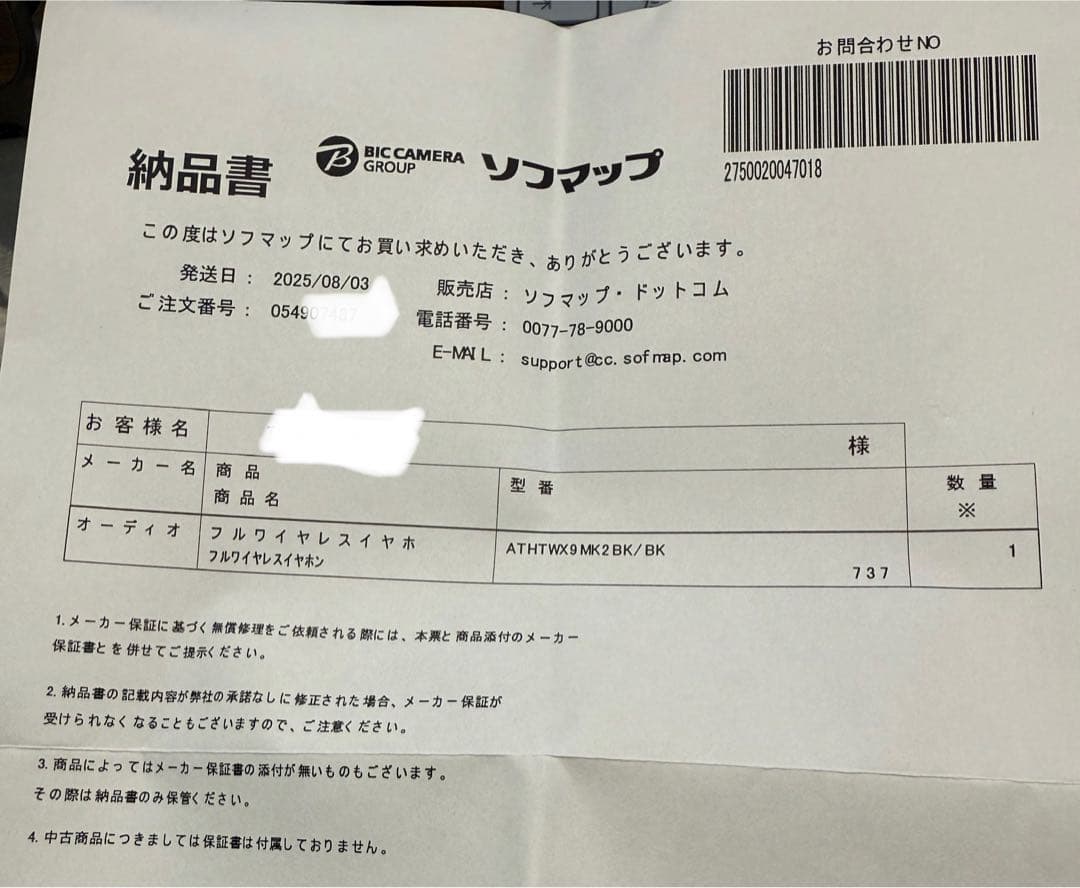 お問合わせNO
2750020047018
納品書 BIC CAMERA GROUP ソフマップ
この度はソフマップにてお買い求めいただき、ありがとうございます。
発送日： 2025/08/03 販売店： ソフマップ・ドットコム
ご注文番号： 0549 電話番号： 0077-78-9000
E-MAIL： support@cc.sofmap.com
お客様名 様
メーカー名 商品 型番 数量
商品名 ※
オーディオ フルワイヤレスイヤホ ATHTWX9MK2BK/BK 1
フルワイヤレスイヤホン 737
1.メーカー保証に基づく無償修理をご依頼される際には、本票と商品添付のメーカー
保証書とを併せてご提示ください。
2.納品書の記載内容が弊社の承諾なしに修正された場合、メーカー保証が
受けられなくなることもございますので、ご注意ください。
3.商品によってはメーカー保証書の添付が無いものもございます。
その際は納品書のみ保管ください。
4.中古商品につきましては保証書は付属しておりません。